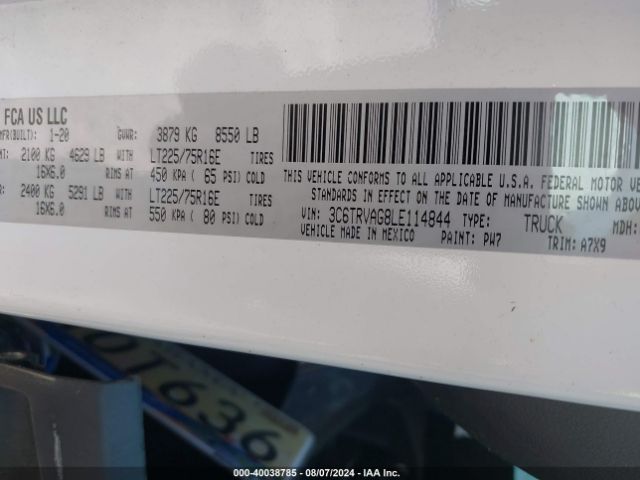 FCA US LLC
MFR(BUILT): 1-20 GVWR: 3879 KG 8550 LB
2100 KG 4629 LB WITH LT225/75R16E TIRES
16X6.0 RIMS AT 450 KPA ( 65 PSI) COLD
2400 KG 5291 LB WITH LT225/75R16E TIRES
16X6.0 RIMS AT 550 KPA ( 80 PSI) COLD
THIS VEHICLE CONFORMS TO ALL APPLICABLE U.S.A. FEDERAL MOTOR
STANDARDS IN EFFECT ON THE DATE OF MANUFACTURE SHOWN ABOVE
VIN: 3C6TRVAG8LE114844 TYPE: TRUCK MDH:
VEHICLE MADE IN MEXICO PAINT: PW7 TRIM: A7X9
0T636
000-40038785 - 08/07/2024 - IAA Inc.